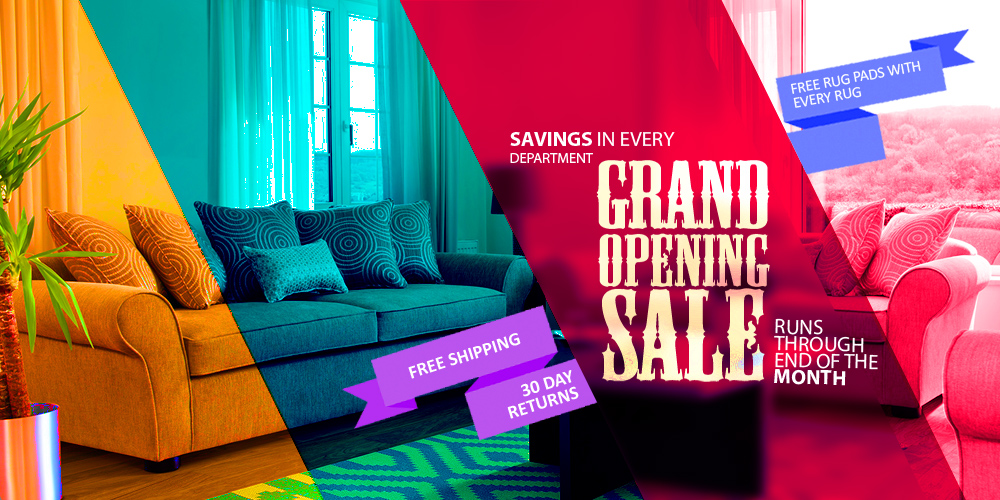 FREE RUG PADS WITH
EVERY RUG
SAVINGS IN EVERY
DEPARTMENT
GRAND
OPENING
SALE
RUNS
THROUGH
END OF THE
MONTH
FREE SHIPPING
30 DAY
RETURNS